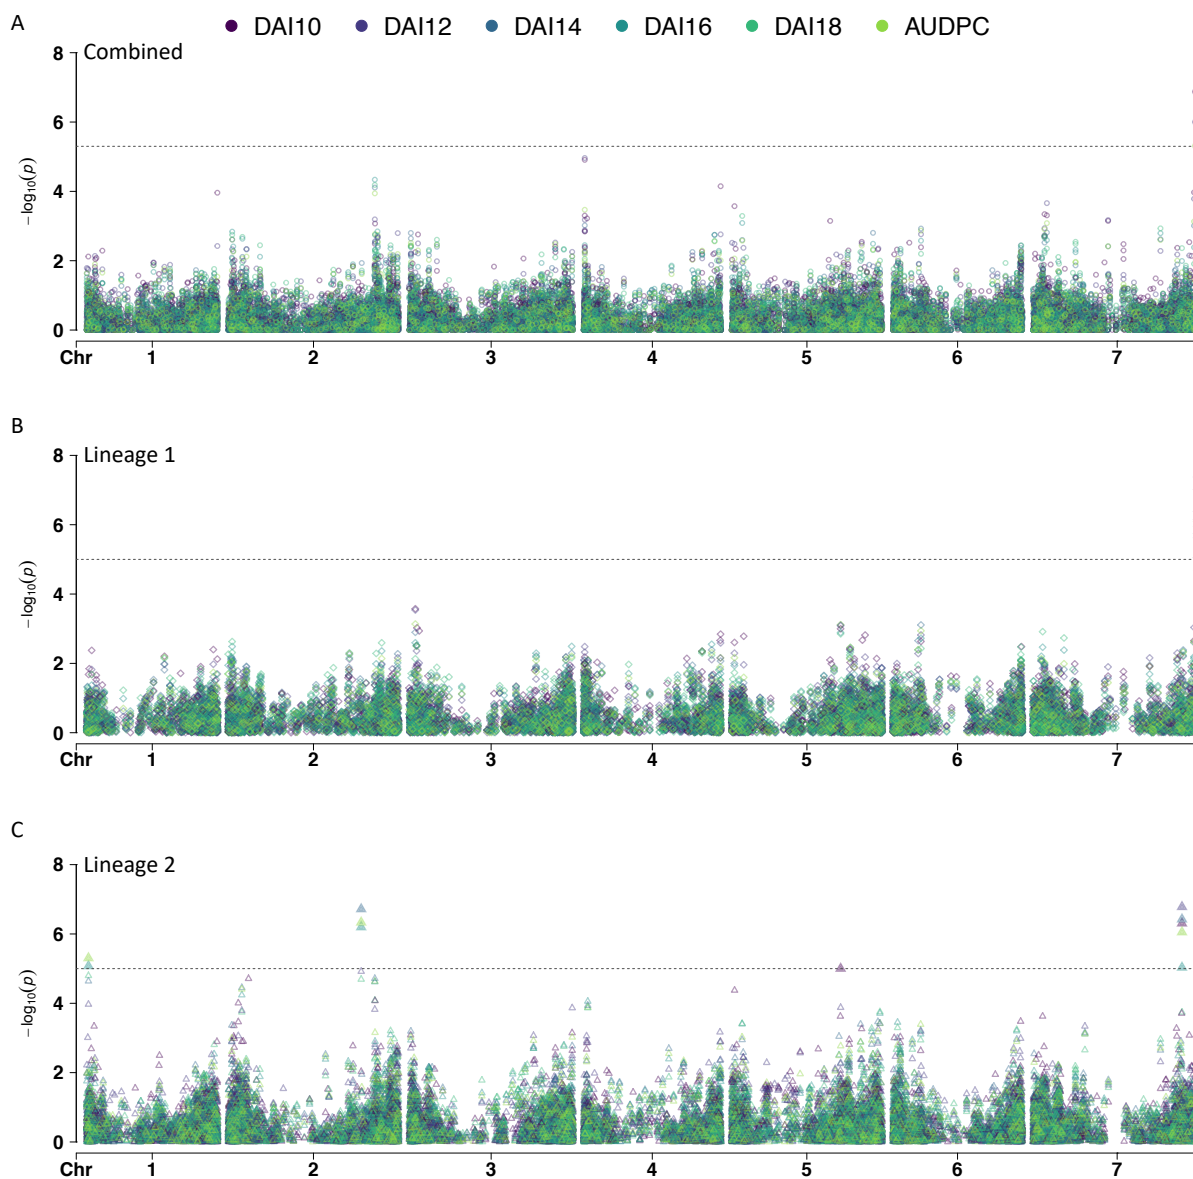 A
DAI10 DAI12 DAI14 DAI16 DAI18 AUDPC
Combined
8
6
4
2
0
−log10(p)
Chr 1 2 3 4 5 6 7
B
Lineage 1
8
6
4
2
0
−log10(p)
Chr 1 2 3 4 5 6 7
C
Lineage 2
8
6
4
2
0
−log10(p)
Chr 1 2 3 4 5 6 7